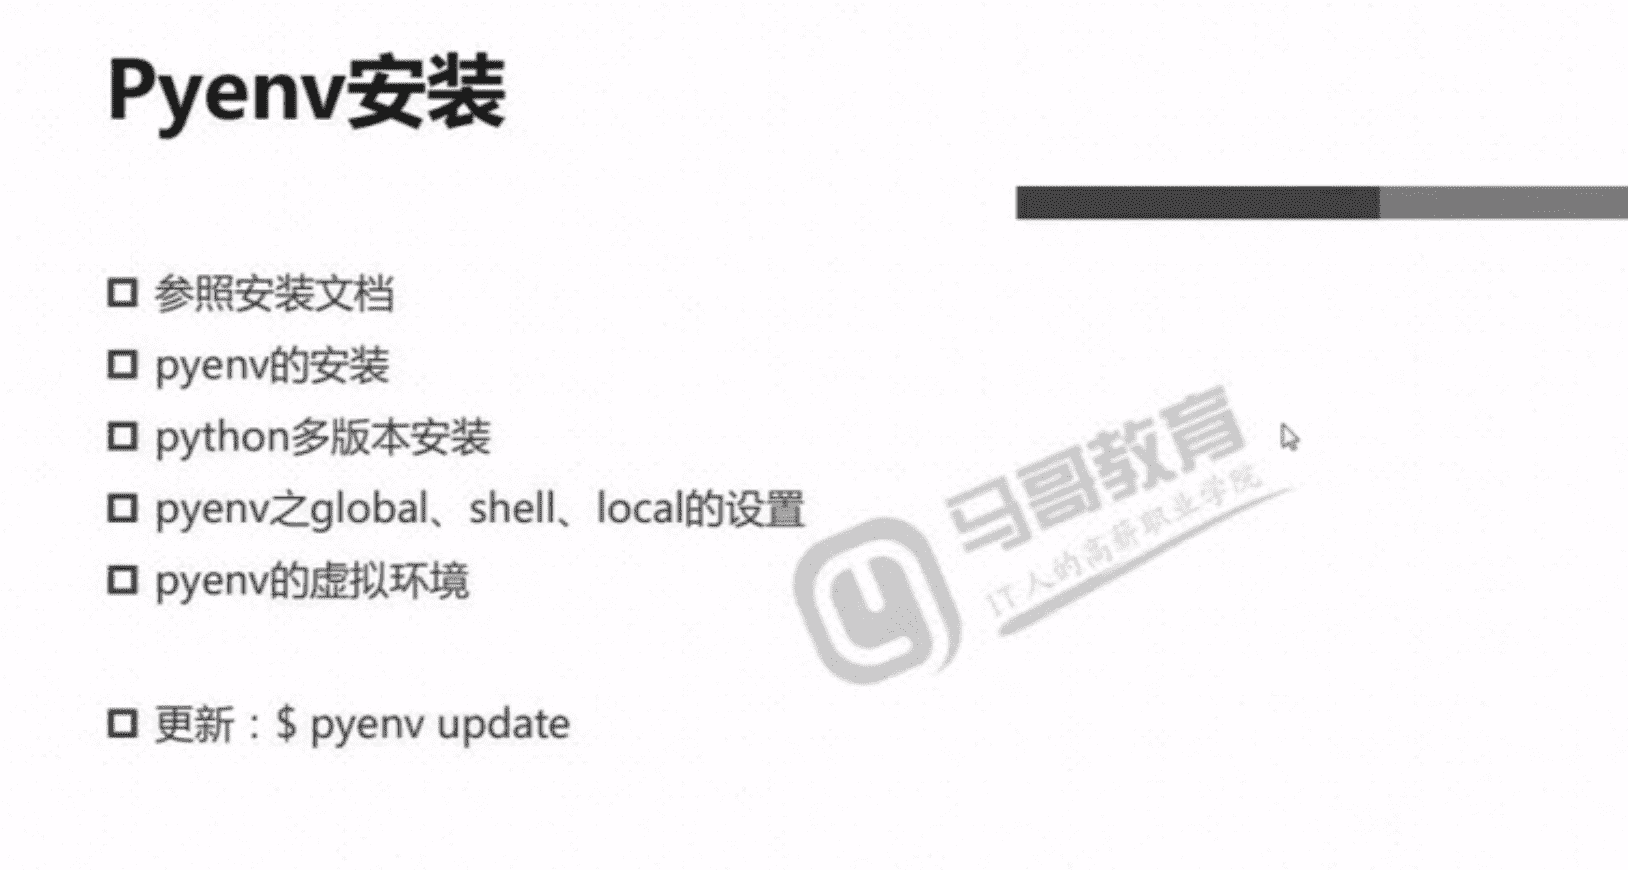 Pyenv安装
参照安装文档
pyenv的安装
python多版本安装
pyenv之global、shell、local的设置
pyenv的虚拟环境
更新：$ pyenv update
马哥教育
IT人的高薪职业学院